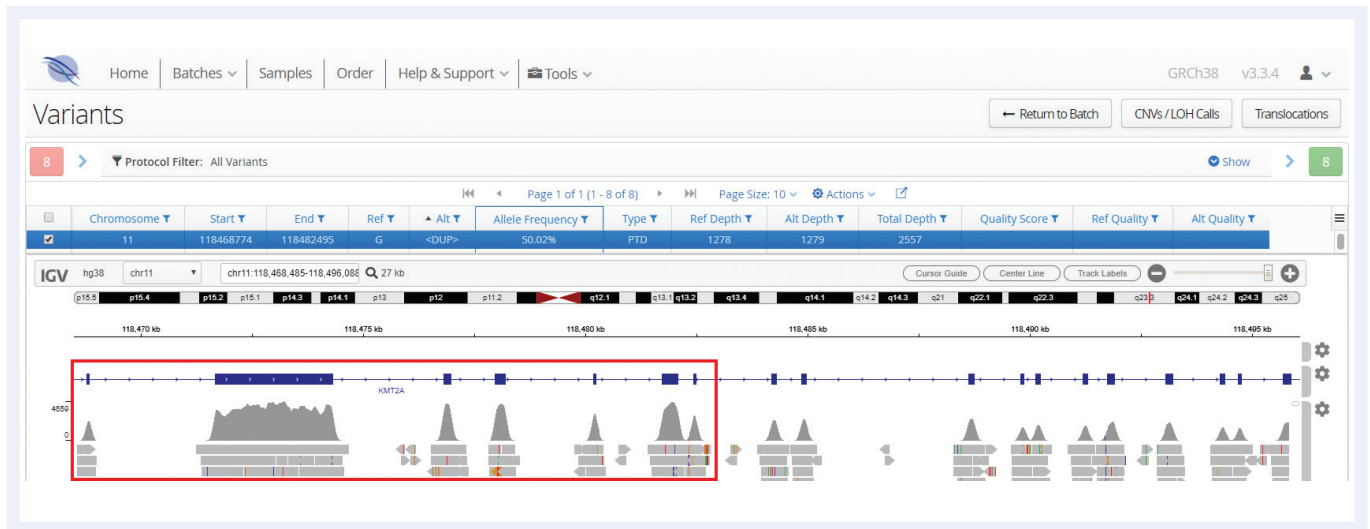 Home Batches Samples Order Help & Support Tools GRCh38 v3.3.4
Variants ← Return to Batch CNVs / LOH Calls Translocations
8 Protocol Filter: All Variants Show 8
Page 1 of 1 (1 - 8 of 8) Page Size: 10 Actions
Chromosome Start End Ref Alt Allele Frequency Type Ref Depth Alt Depth Total Depth Quality Score Ref Quality Alt Quality
11 118468774 118482495 G <DUP> 50.02% PTD 1278 1279 2557
IGV hg38 chr11 chr11:118,468,485-118,496,088 27 kb Cursor Guide Center Line Track Labels
p15.5 p15.4 p15.2 p15.1 p14.3 p14.1 p13 p12 p11.2 q12.1 q13.1 q13.2 q13.4 q14.1 q14.2 q14.3 q21 q22.1 q22.3 q23.3 q24.1 q24.2 q24.3 q25
118,470 kb 118,475 kb 118,480 kb 118,485 kb 118,490 kb 118,495 kb
KMT2A
4659
0